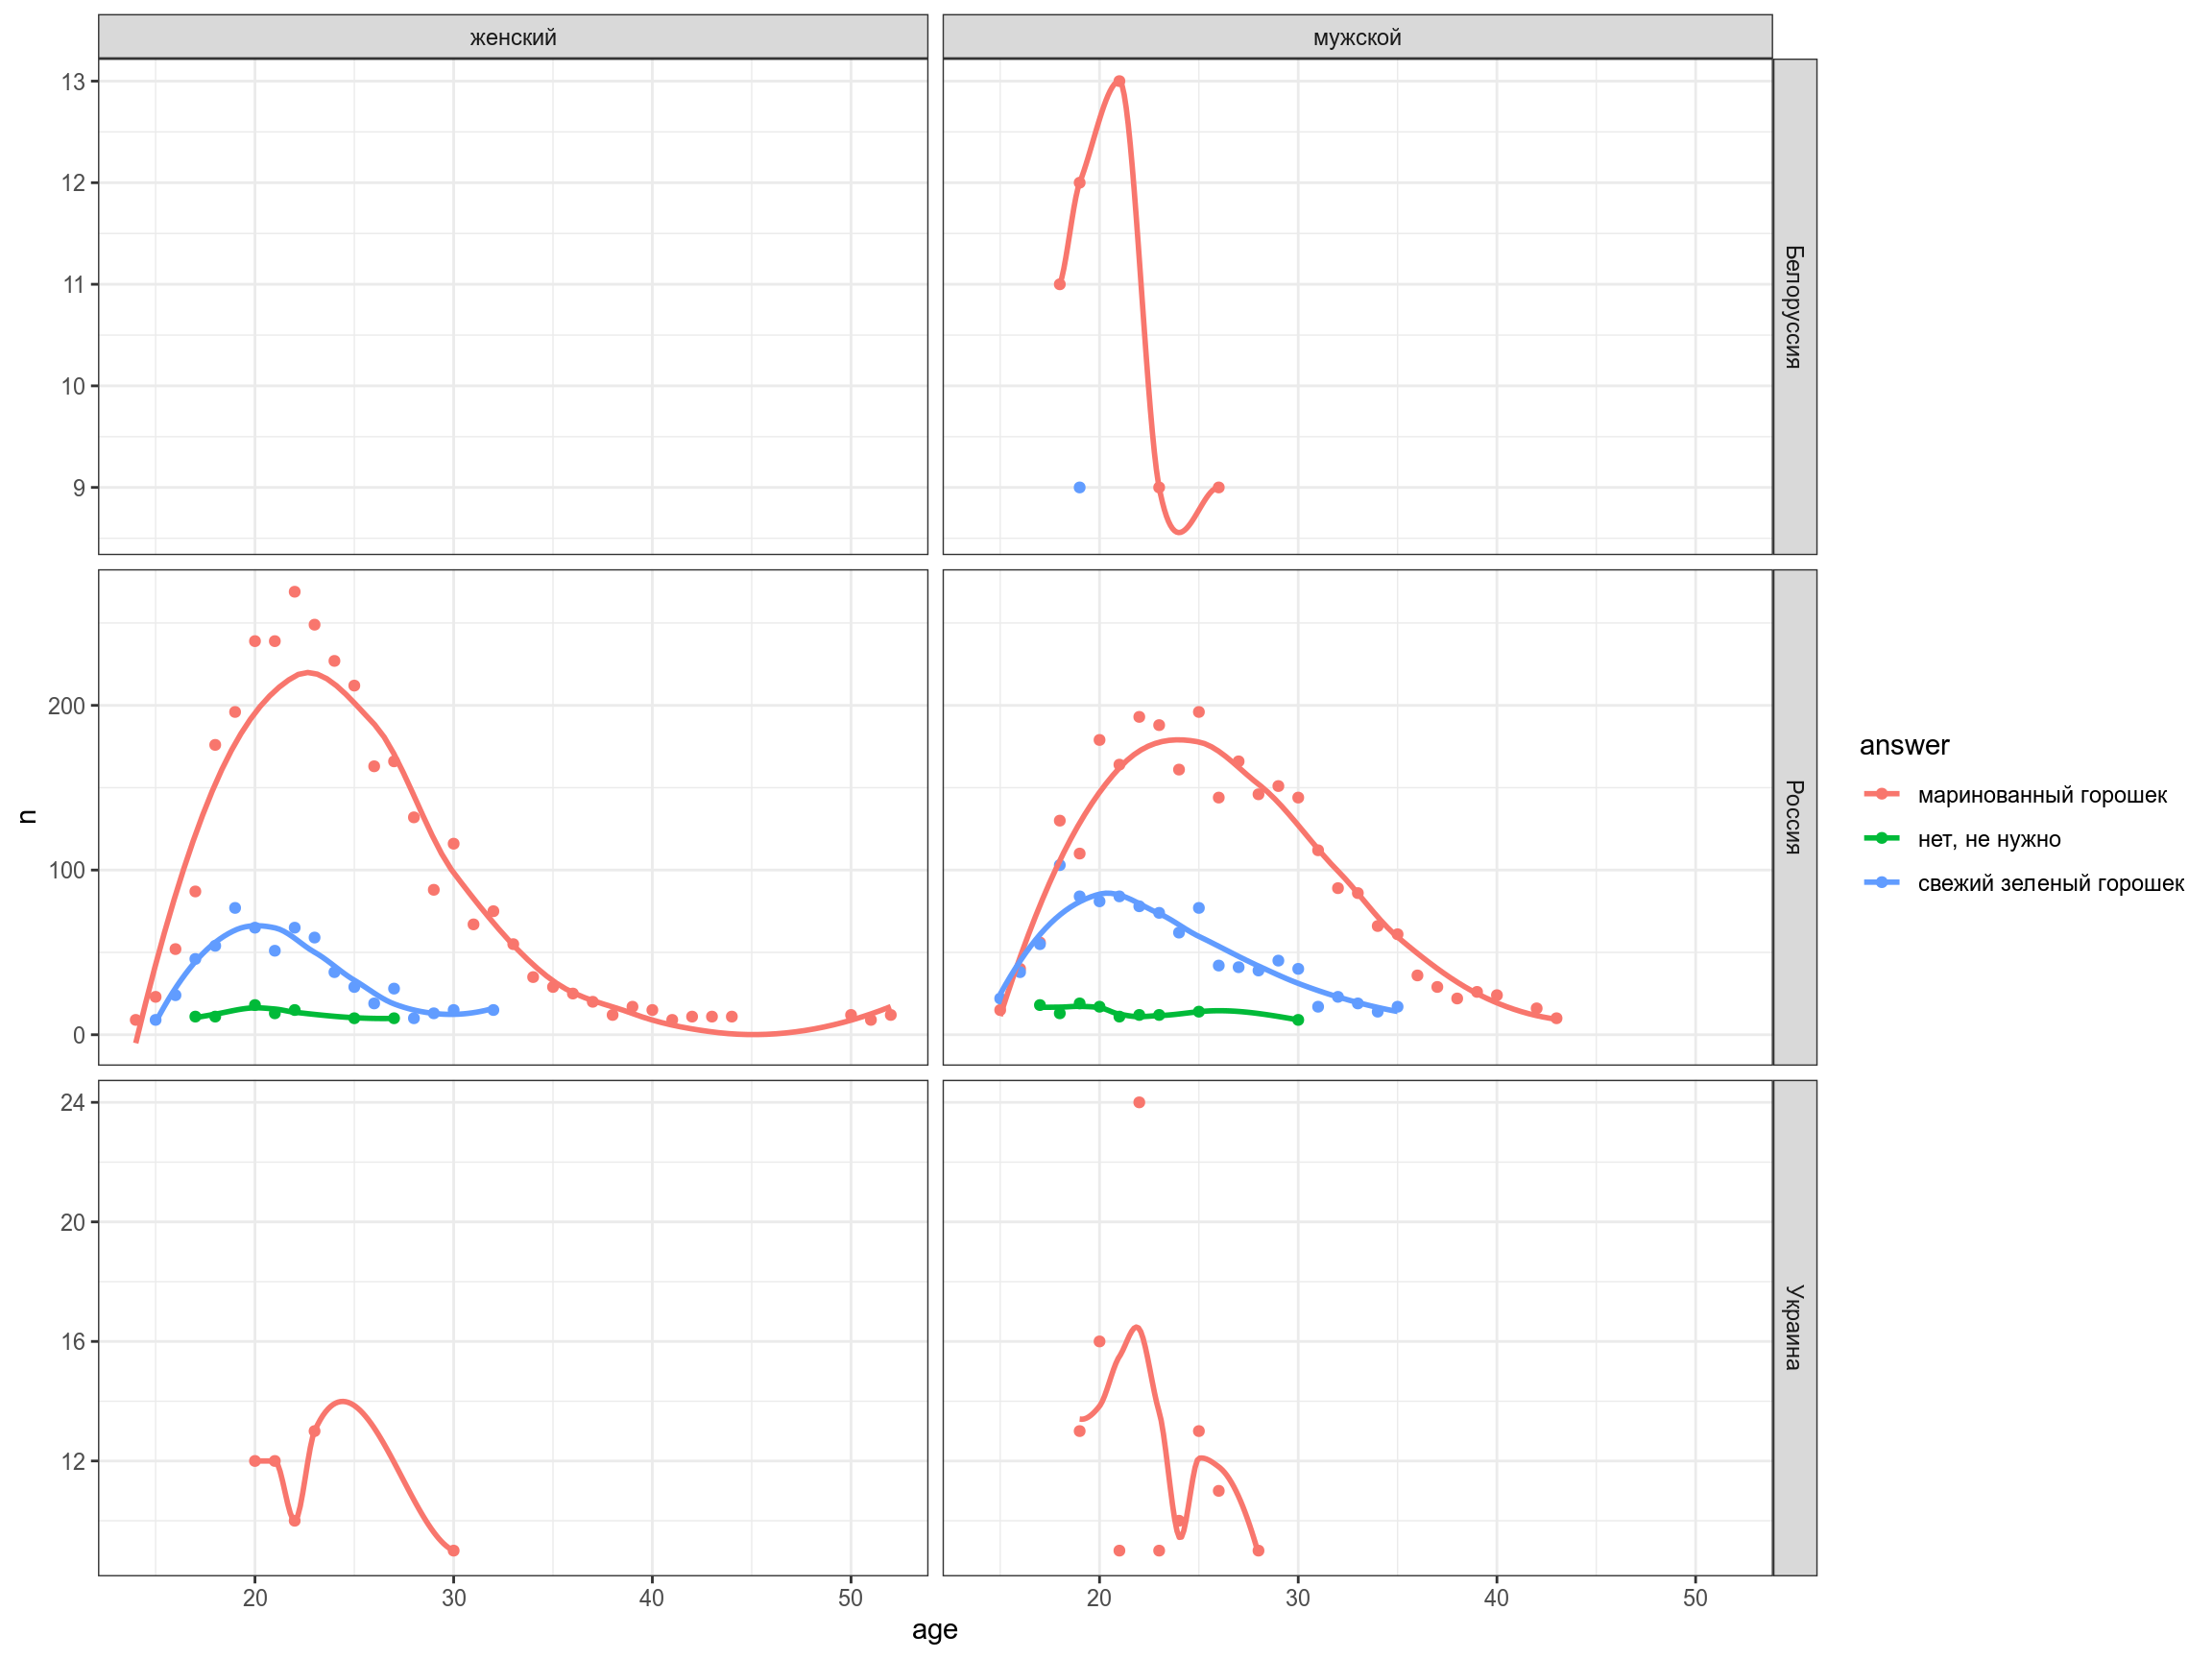 женский
мужской
13
12
11
10
9
Белоруссия
200
100
0
Россия
24
20
16
12
Украина
n
20
30
40
50
20
30
40
50
age
answer
маринованный горошек
нет, не нужно
свежий зеленый горошек